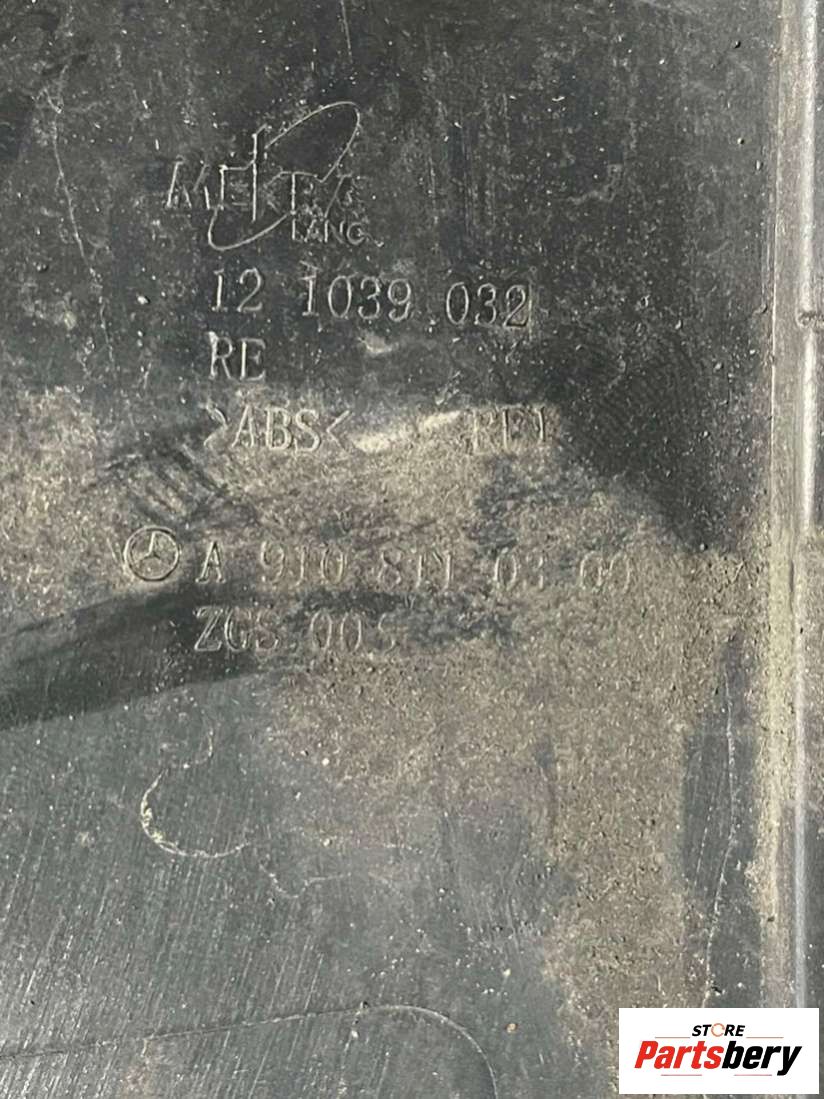 MEKRA
LANG
12 1039 032
RE
>ABS<
A 910 811 03 00
ZGS 005
STORE
Partsbery